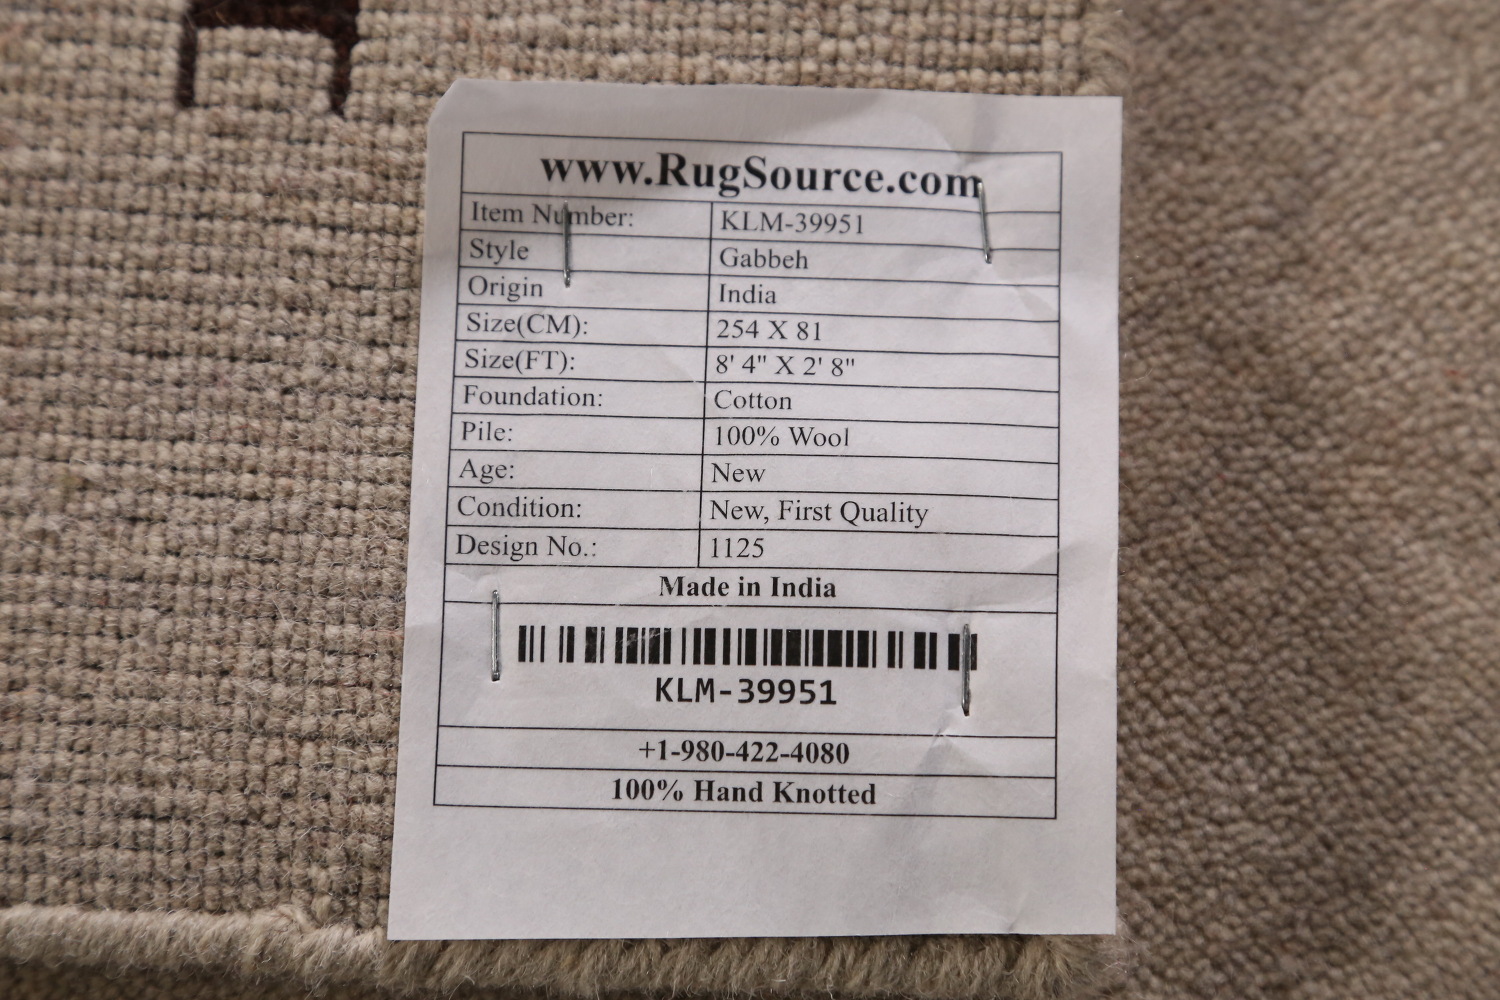 www.RugSource.com
Item Number: KLM-39951
Style Gabbeh
Origin India
Size(CM): 254 X 81
Size(FT): 8' 4" X 2' 8"
Foundation: Cotton
Pile: 100% Wool
Age: New
Condition: New, First Quality
Design No.: 1125
Made in India
KLM-39951
+1-980-422-4080
100% Hand Knotted